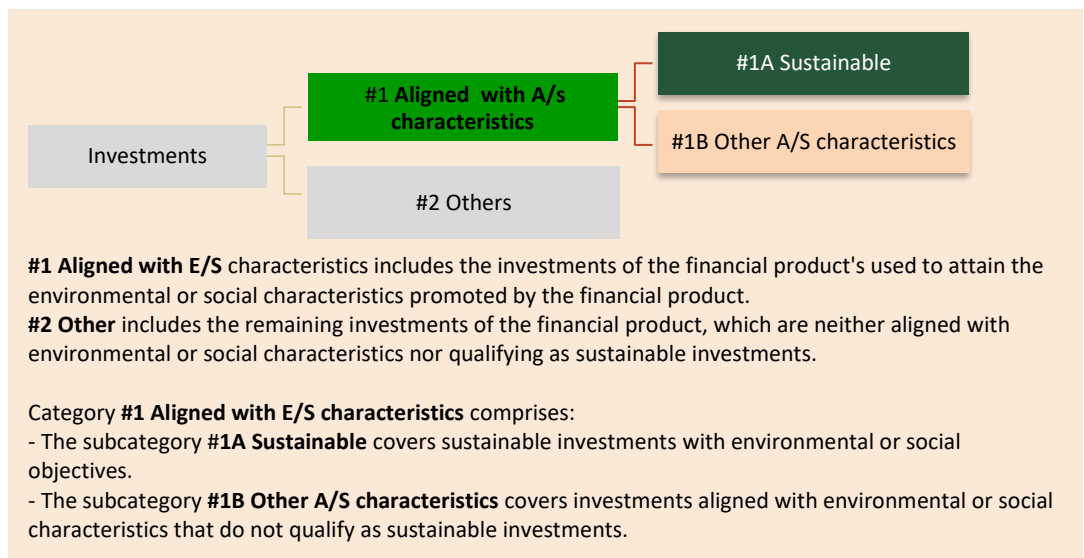 #1A Sustainable
#1 Aligned with A/s
characteristics
#1B Other A/S characteristics
Investments
#2 Others
#1 Aligned with E/S characteristics includes the investments of the financial product's used to attain the
environmental or social characteristics promoted by the financial product.
#2 Other includes the remaining investments of the financial product, which are neither aligned with
environmental or social characteristics nor qualifying as sustainable investments.
Category #1 Aligned with E/S characteristics comprises:
- The subcategory #1A Sustainable covers sustainable investments with environmental or social
objectives.
- The subcategory #1B Other A/S characteristics covers investments aligned with environmental or social
characteristics that do not qualify as sustainable investments.